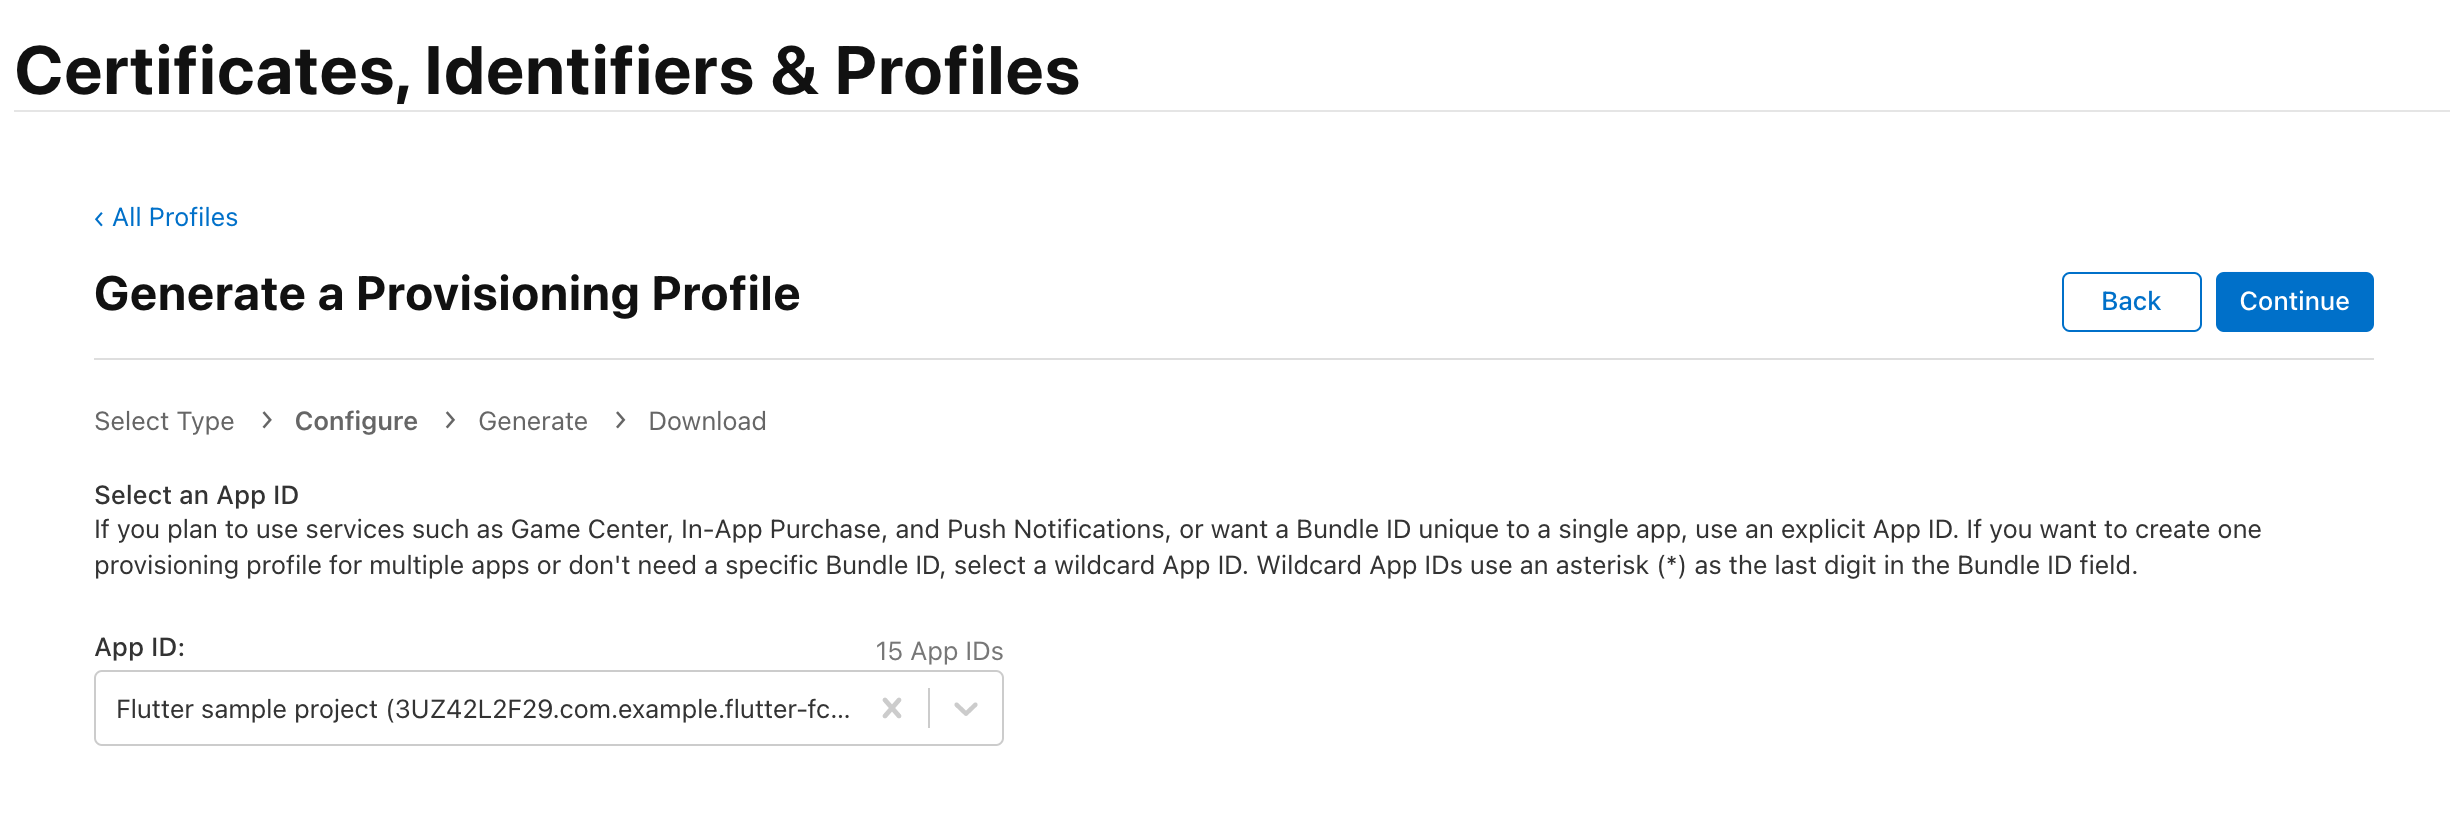 Certificates, Identifiers & Profiles
‹ All Profiles
Generate a Provisioning Profile
Back
Continue
Select Type > Configure > Generate > Download
Select an App ID
If you plan to use services such as Game Center, In-App Purchase, and Push Notifications, or want a Bundle ID unique to a single app, use an explicit App ID. If you want to create one
provisioning profile for multiple apps or don't need a specific Bundle ID, select a wildcard App ID. Wildcard App IDs use an asterisk (*) as the last digit in the Bundle ID field.
App ID:
15 App IDs
Flutter sample project (3UZ42L2F29.com.example.flutter-fc...